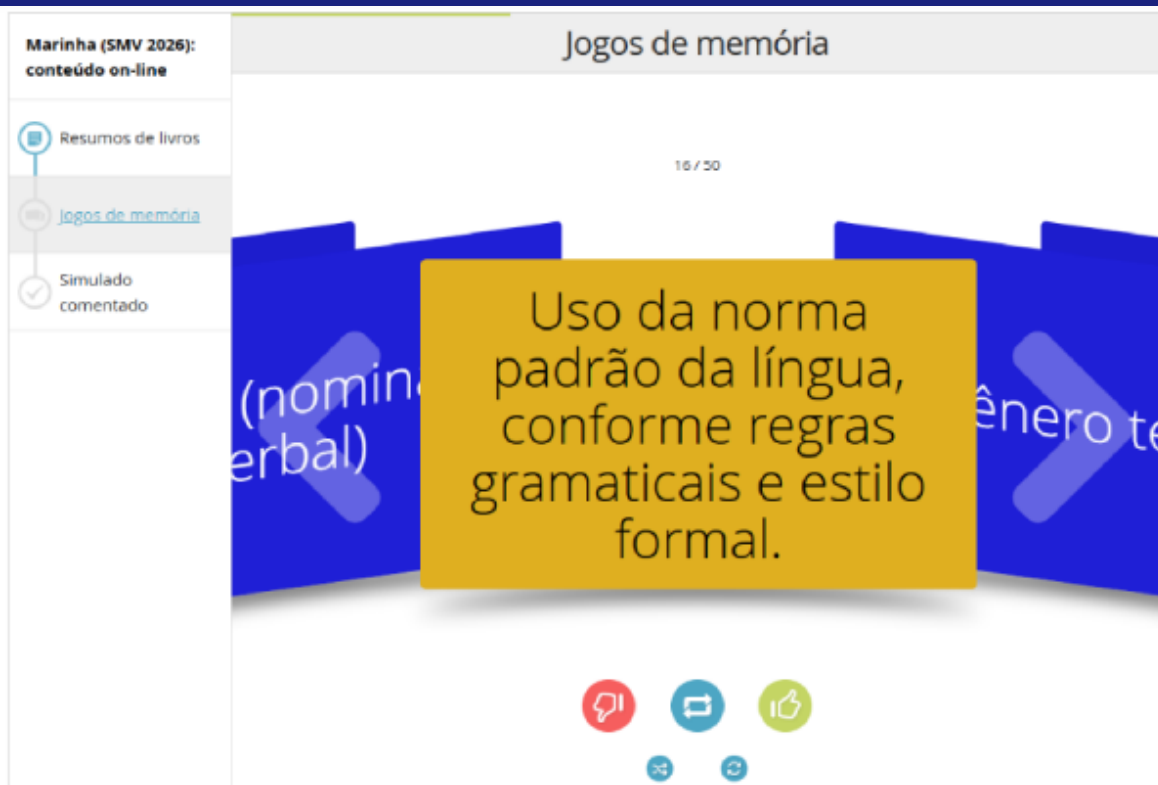 Marinha (SMV 2026):
conteúdo on-line
Resumos de livros
Jogos de memória
Simulado
comentado
Jogos de memória
16 / 50
(nomin
erbal)
Uso da norma
padrão da língua,
conforme regras
gramaticais e estilo
formal.
ênero te